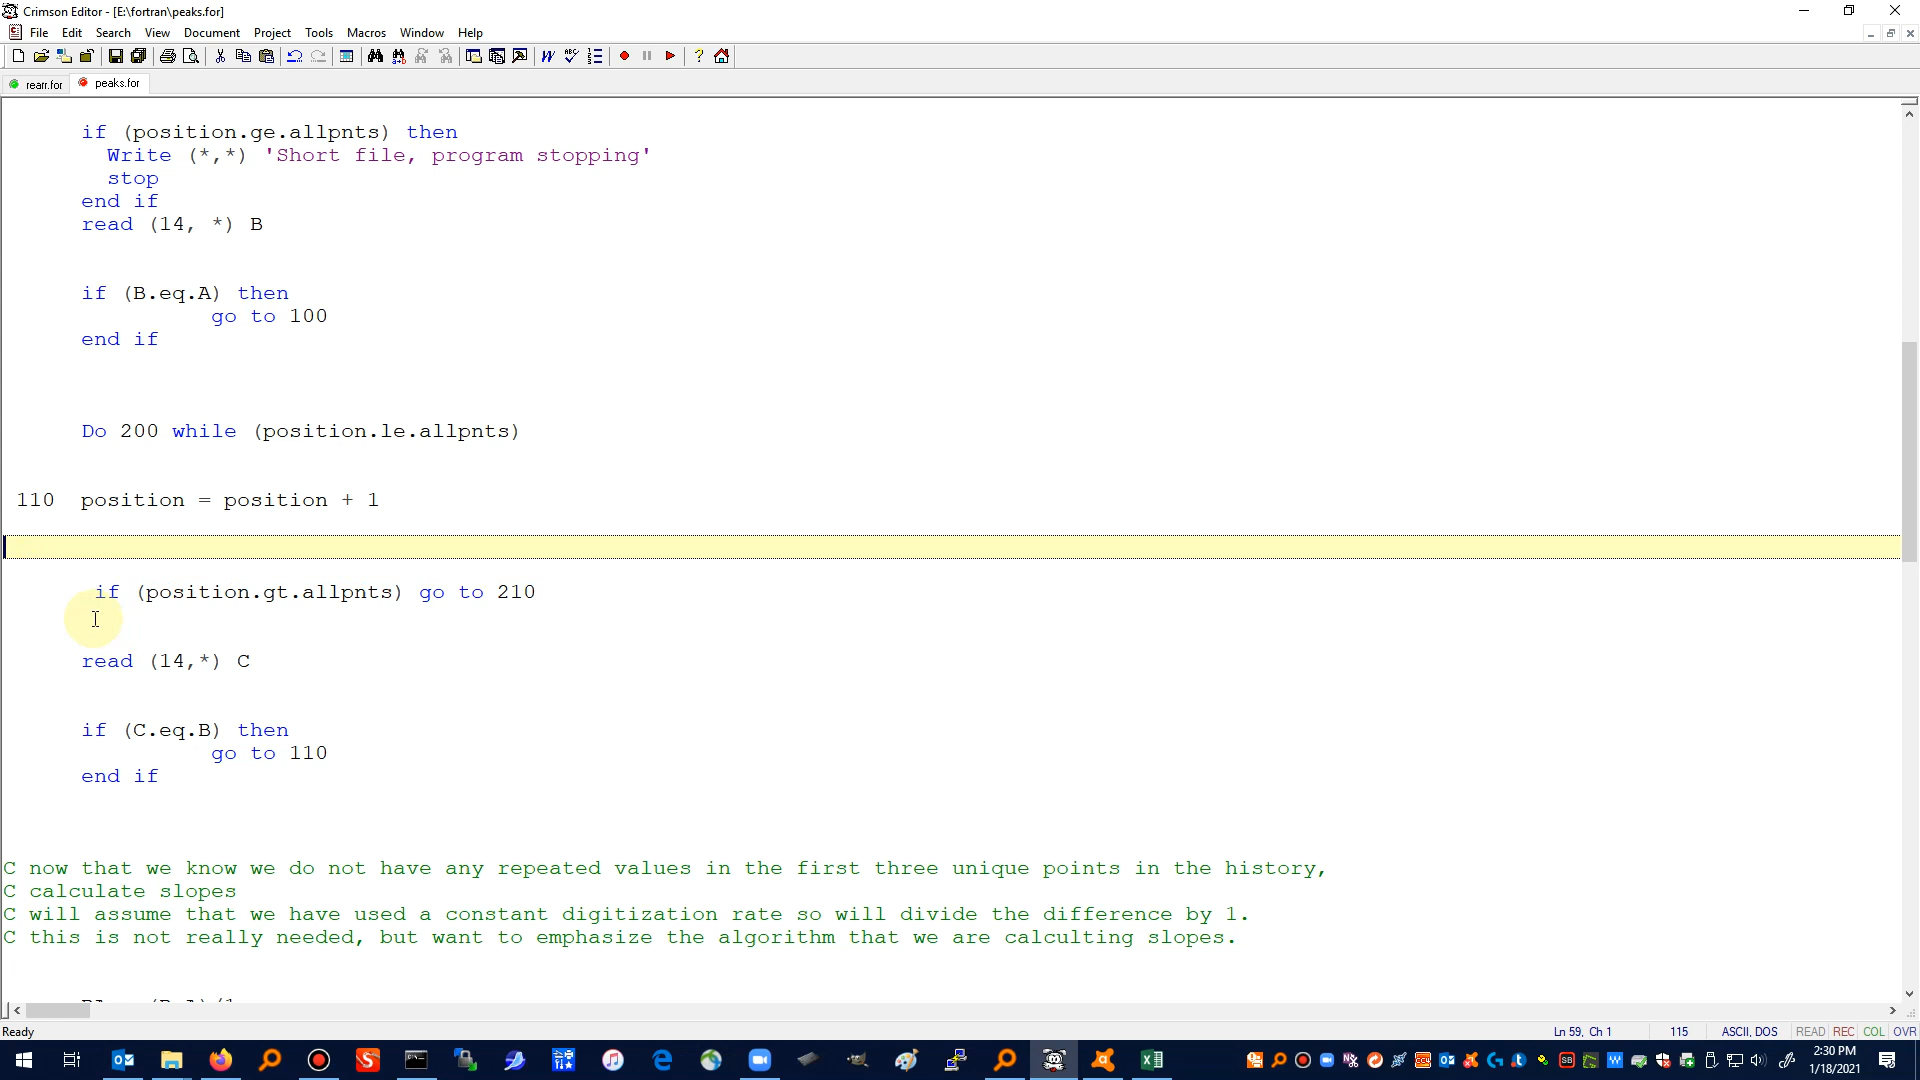 Crimson Editor - [E:\fortran\peaks.for]
File Edit Search View Document Project Tools Macros Window Help
rearr.for peaks.for
if (position.ge.allpnts) then
Write (*,*) 'Short file, program stopping'
stop
end if
read (14, *) B
if (B.eq.A) then
go to 100
end if
Do 200 while (position.le.allpnts)
110 position = position + 1
if (position.gt.allpnts) go to 210
read (14,*) C
if (C.eq.B) then
go to 110
end if
C now that we know we do not have any repeated values in the first three unique points in the history,
C calculate slopes
C will assume that we have used a constant digitization rate so will divide the difference by 1.
C this is not really needed, but want to emphasize the algorithm that we are calculting slopes.
Ready Ln 59, Ch 1 115 ASCII, DOS READ REC COL OVR
2:30 PM
1/18/2021